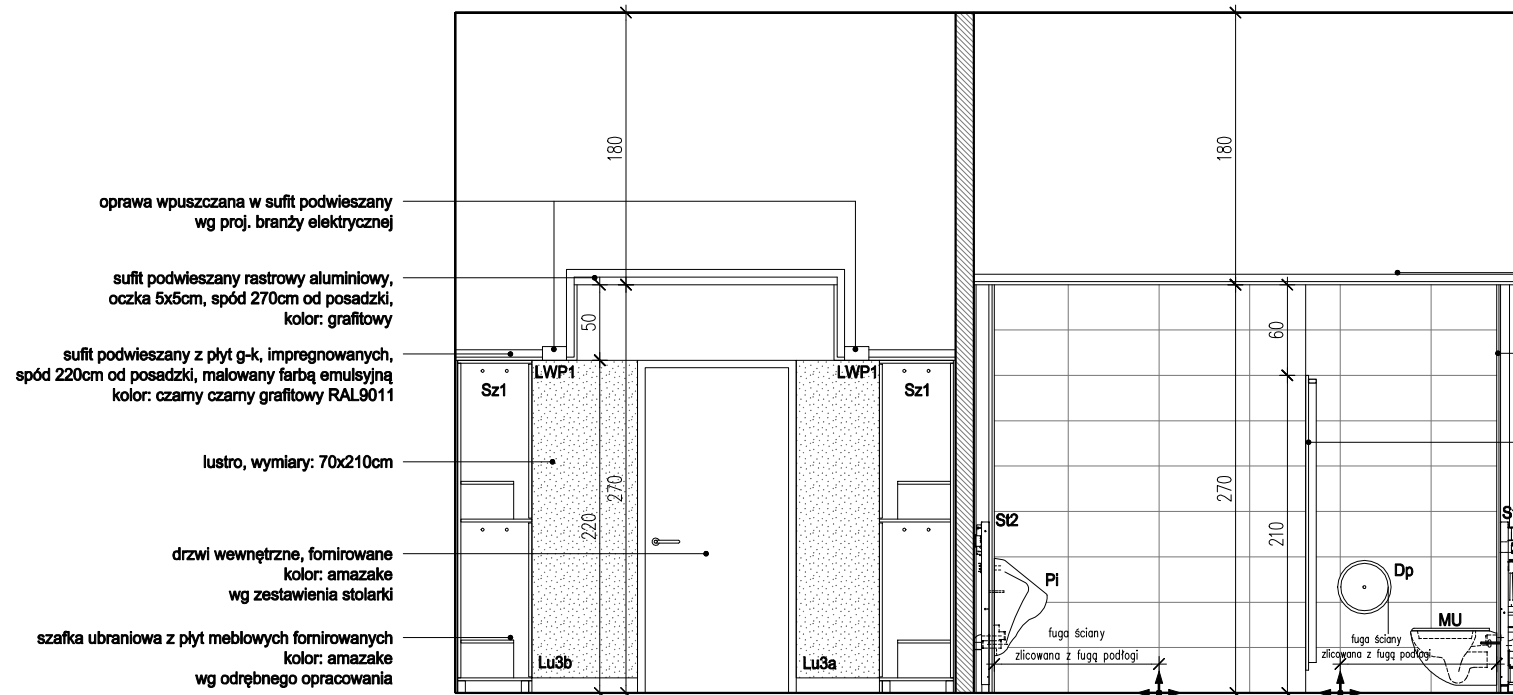 180
180
oprawa wpuszczana w sufit podwieszany
wg proj. branży elektrycznej
sufit podwieszany rastrowy aluminiowy,
oczka 5x5cm, spód 270cm od posadzki,
kolor: grafitowy
50
60
sufit podwieszany z płyt g-k, impregnowanych,
spód 220cm od posadzki, malowany farbą emulsyjną
kolor: czarny czarny grafitowy RAL9011
LWP1
LWP1
Sz1
Sz1
lustro, wymiary: 70x210cm
270
270
220
210
St2
drzwi wewnętrzne, fornirowane
kolor: amazake
wg zestawienia stolarki
Pi
Dp
MU
szafka ubraniowa z płyt meblowych fornirowanych
kolor: amazake
wg odrębnego opracowania
Lu3b
Lu3a
fuga ściany
zlicowana z fugą podłogi
fuga ściany
zlicowana z fugą podłogi